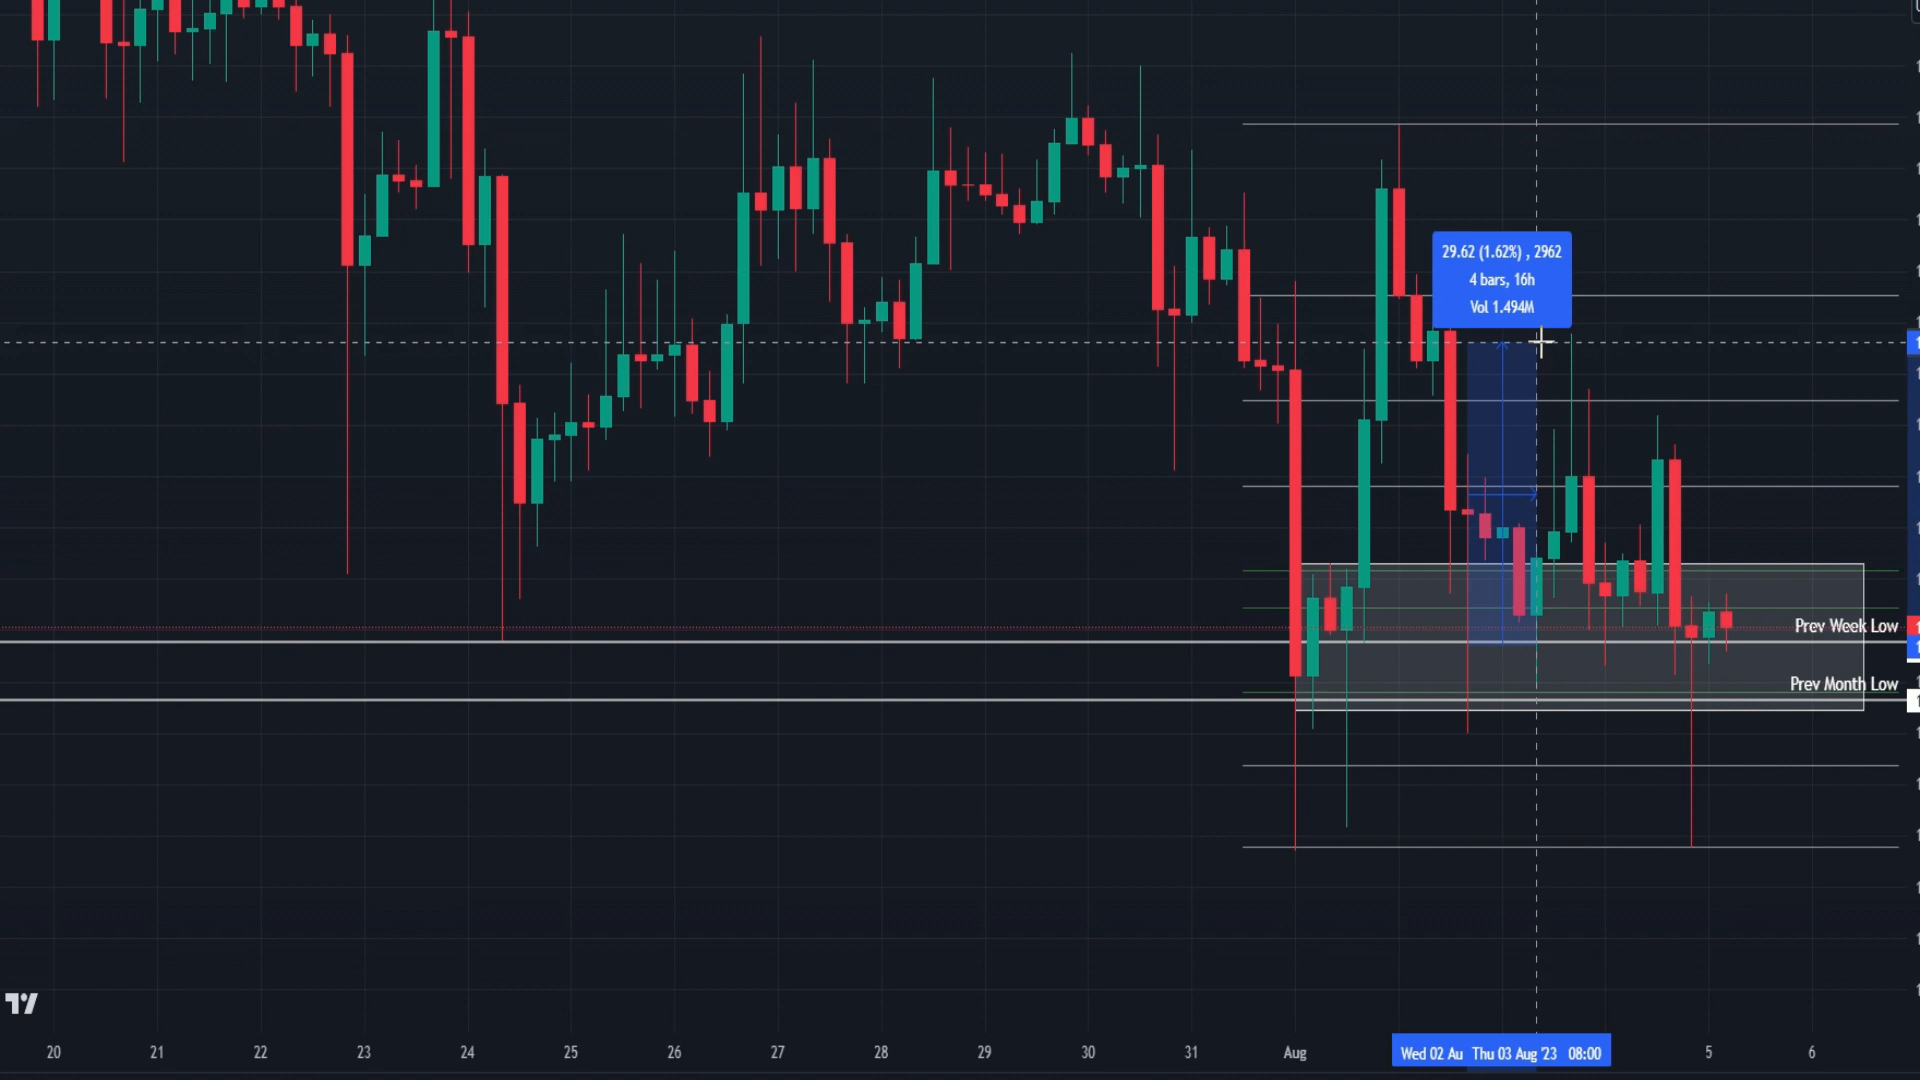 29.62 (1.62%) , 2962
4 bars, 16h
Vol 1.494M
Prev Week Low
Prev Month Low
20 21 22 23 24 25 26 27 28 29 30 31 Aug Wed 02 Au Thu 03 Aug '23 08:00 5 6